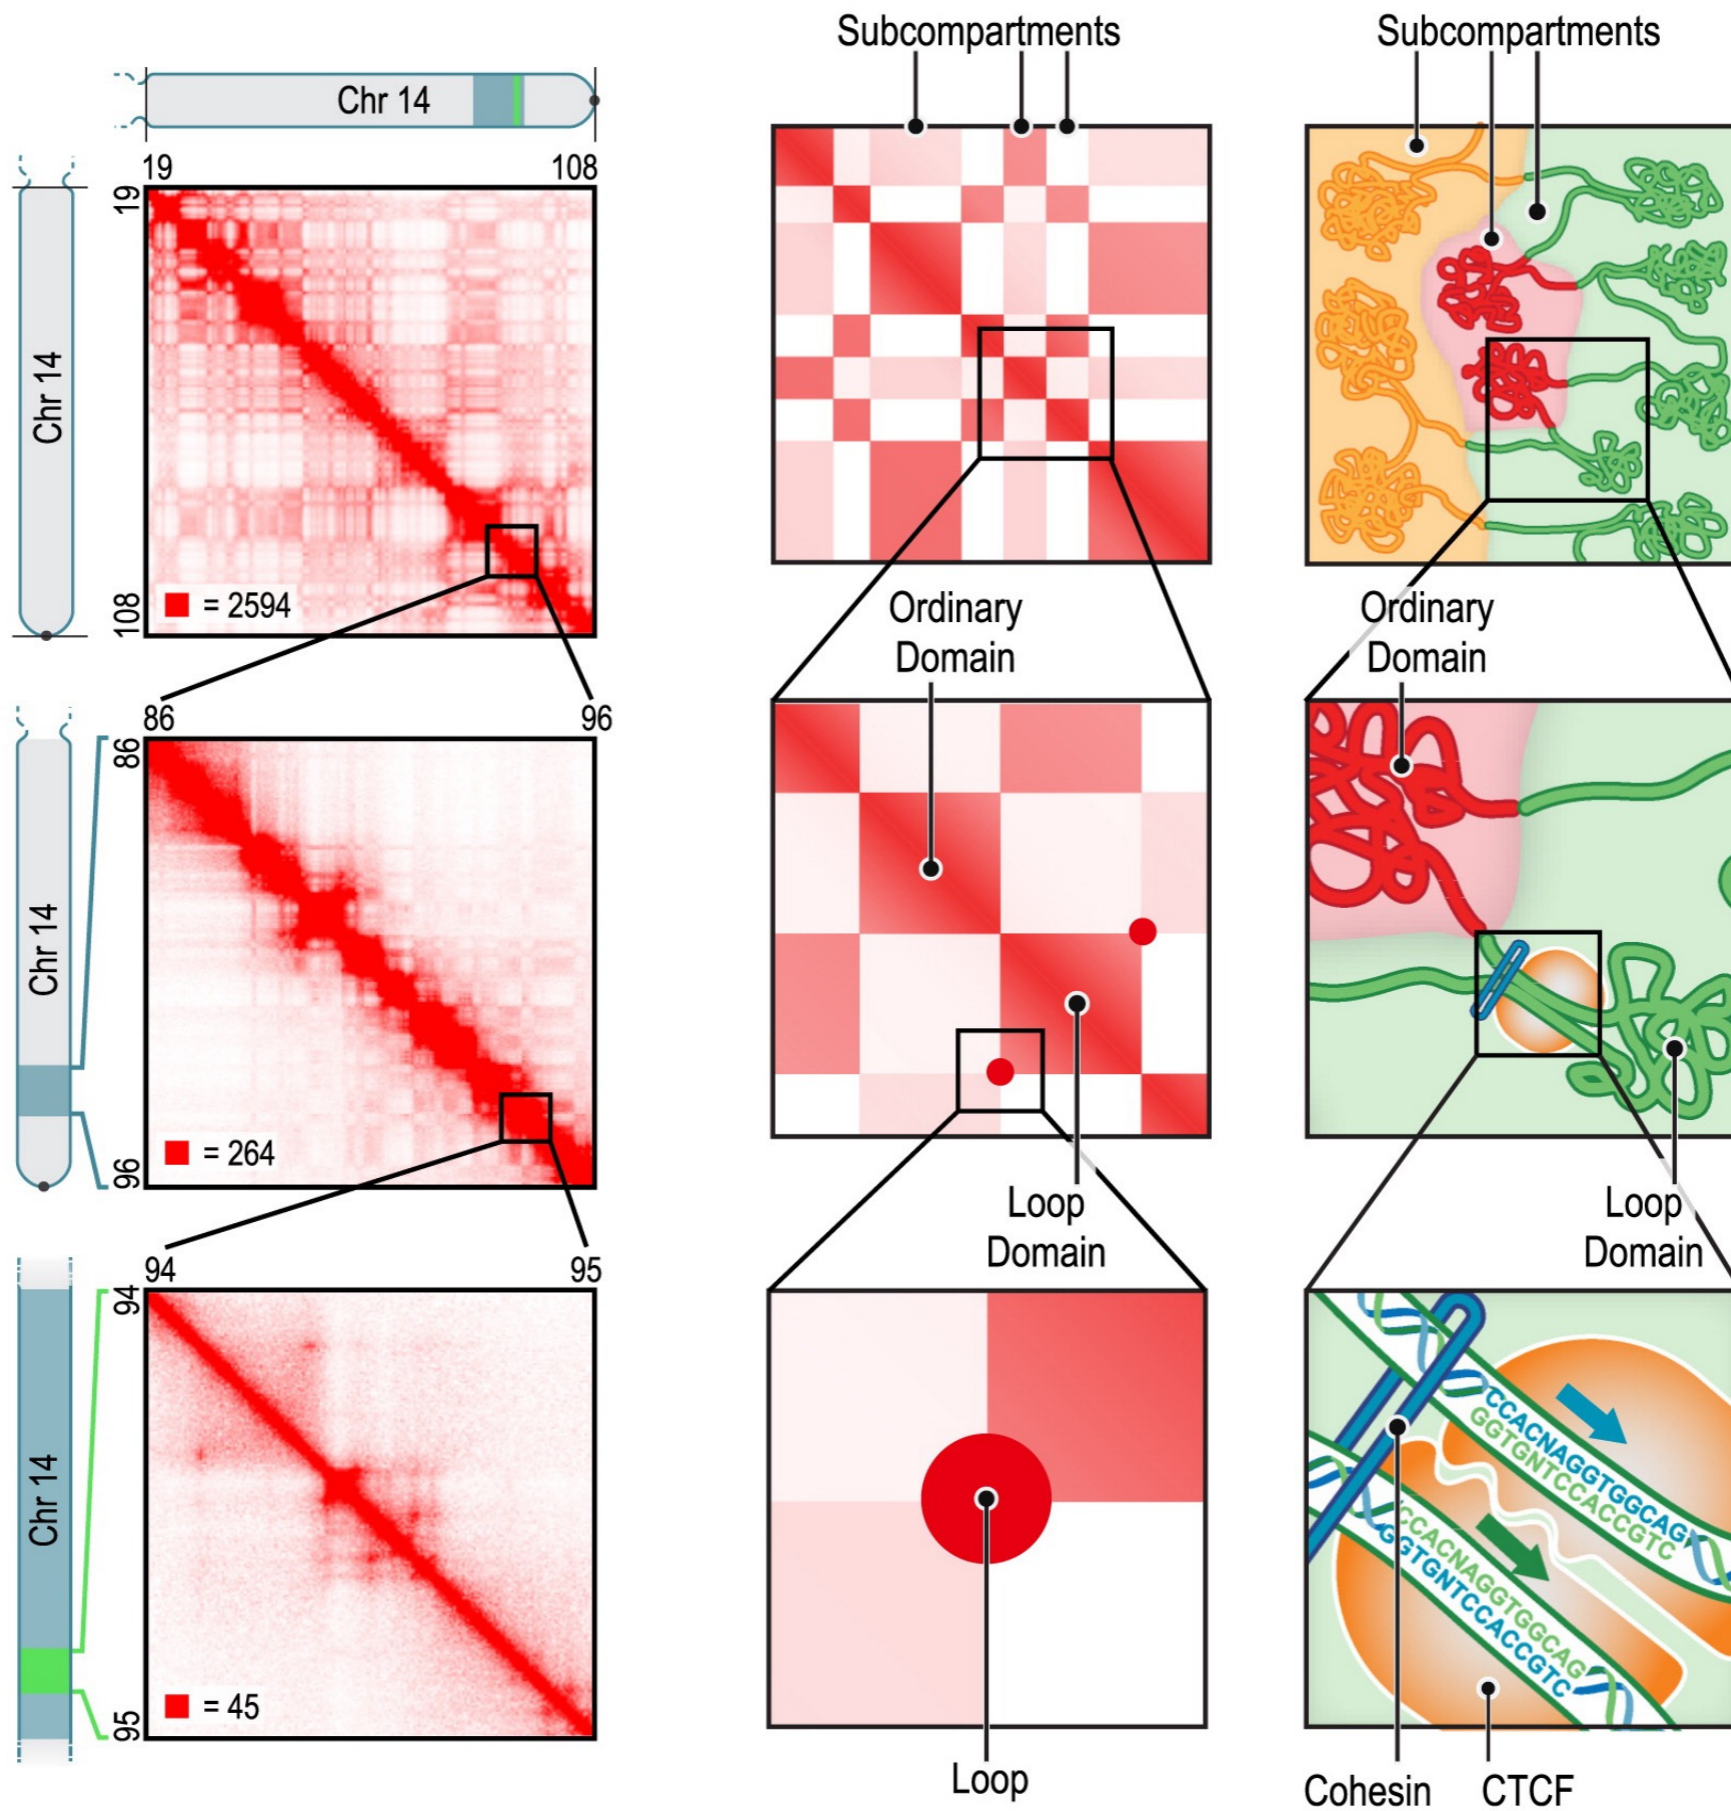 Subcompartments
Subcompartments
Chr 14
19
108
19
Chr 14
108
= 2594
Ordinary
Domain
Ordinary
Domain
86
96
86
Chr 14
96
= 264
Loop
Domain
Loop
Domain
94
95
94
Chr 14
95
= 45
CCACNAGGTGGCAG
GGTGNTCCACCGTC
CCACNAGGTGGCAG
GGTGNTCCACCGTC
Loop
Cohesin
CTCF